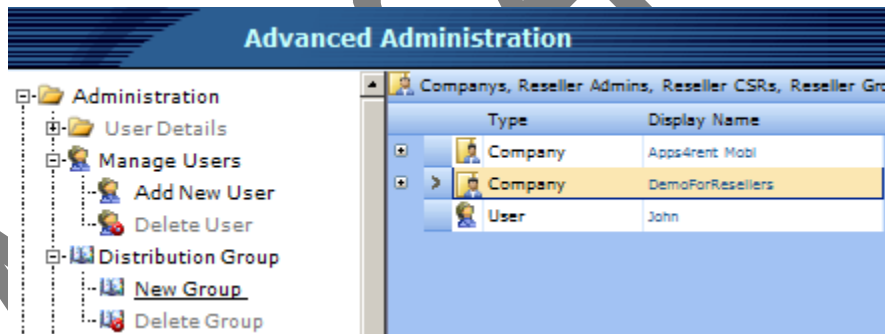 Advanced Administration
Administration
User Details
Manage Users
Add New User
Delete User
Distribution Group
New Group
Delete Group
Companys, Reseller Admins, Reseller CSRs, Reseller Gro
Type Display Name
Company Apps4rent Mobi
Company DemoForResellers
User John